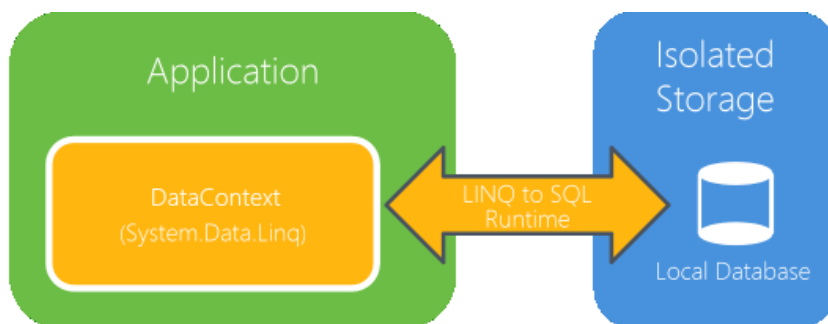 Application
DataContext
(System.Data.Linq)
LINQ to SQL
Runtime
Isolated
Storage
Local Database